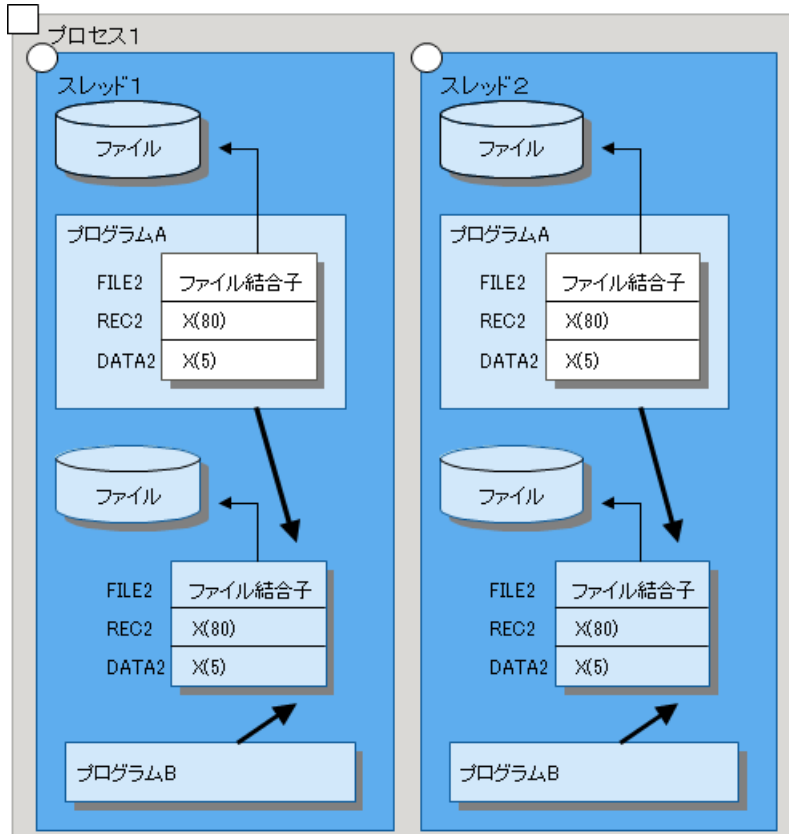 プロセス1
スレッド1
ファイル
プログラムA
FILE2 ファイル結合子
REC2 X(80)
DATA2 X(5)
ファイル
FILE2 ファイル結合子
REC2 X(80)
DATA2 X(5)
プログラムB
スレッド2
ファイル
プログラムA
FILE2 ファイル結合子
REC2 X(80)
DATA2 X(5)
ファイル
FILE2 ファイル結合子
REC2 X(80)
DATA2 X(5)
プログラムB